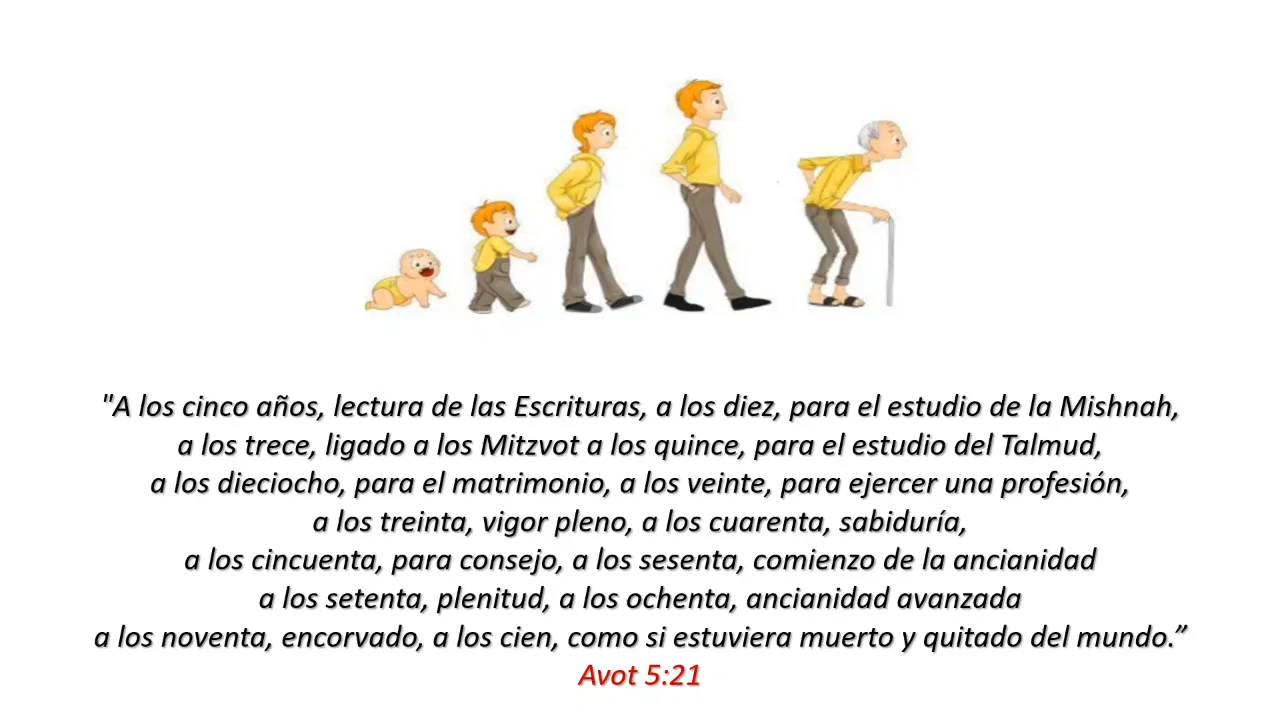 "A los cinco años, lectura de las Escrituras, a los diez, para el estudio de la Mishnah,
a los trece, ligado a los Mitzvot a los quince, para el estudio del Talmud,
a los dieciocho, para el matrimonio, a los veinte, para ejercer una profesión,
a los treinta, vigor pleno, a los cuarenta, sabiduría,
a los cincuenta, para consejo, a los sesenta, comienzo de la ancianidad
a los setenta, plenitud, a los ochenta, ancianidad avanzada
a los noventa, encorvado, a los cien, como si estuviera muerto y quitado del mundo.”
Avot 5:21